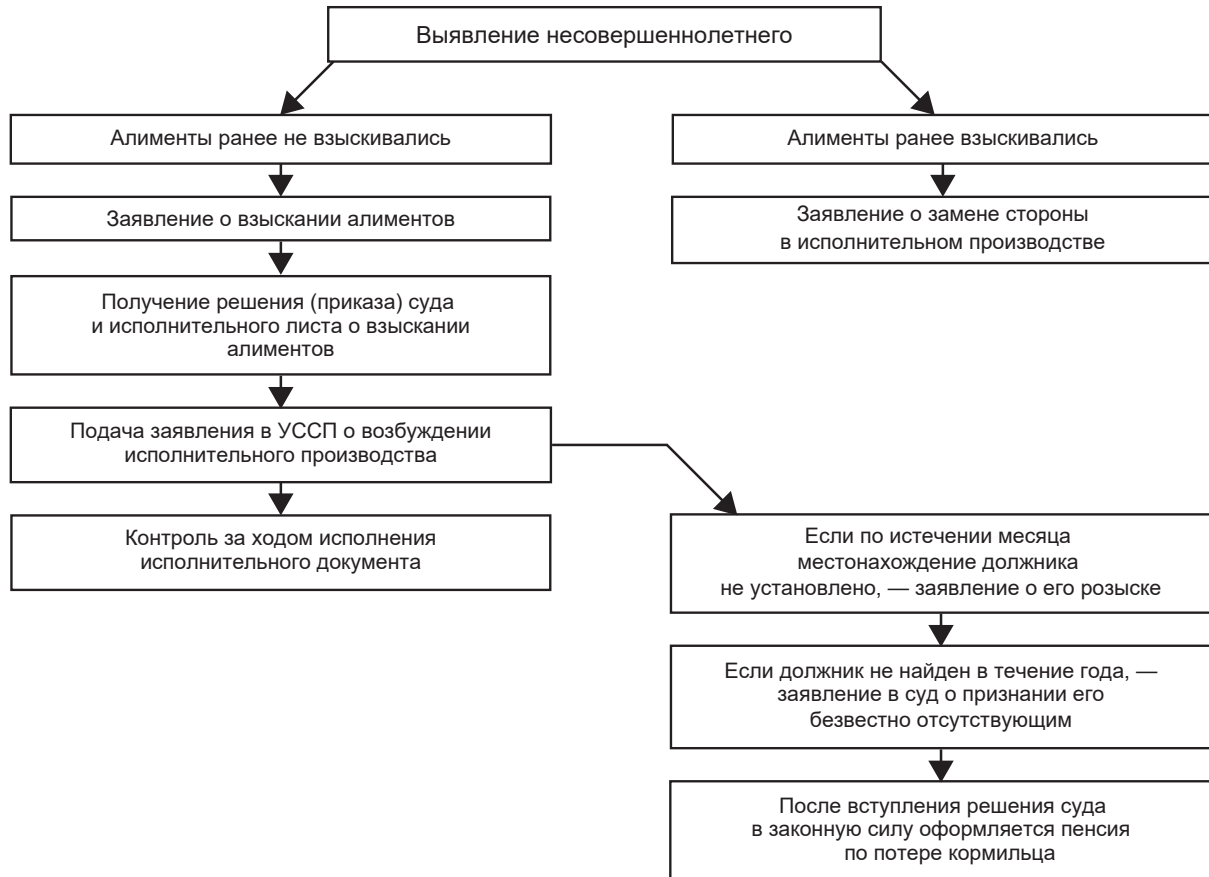 Выявление несовершеннолетнего
Алименты ранее не взыскивались
Алименты ранее взыскивались
Заявление о взыскании алиментов
Заявление о замене стороны
в исполнительном производстве
Получение решения (приказа) суда
и исполнительного листа о взыскании
алиментов
Подача заявления в УССП о возбуждении
исполнительного производства
Контроль за ходом исполнения
исполнительного документа
Если по истечении месяца
местонахождение должника
не установлено, — заявление о его розыске
Если должник не найден в течение года, —
заявление в суд о признании его
безвестно отсутствующим
После вступления решения суда
в законную силу оформляется пенсия
по потере кормильца